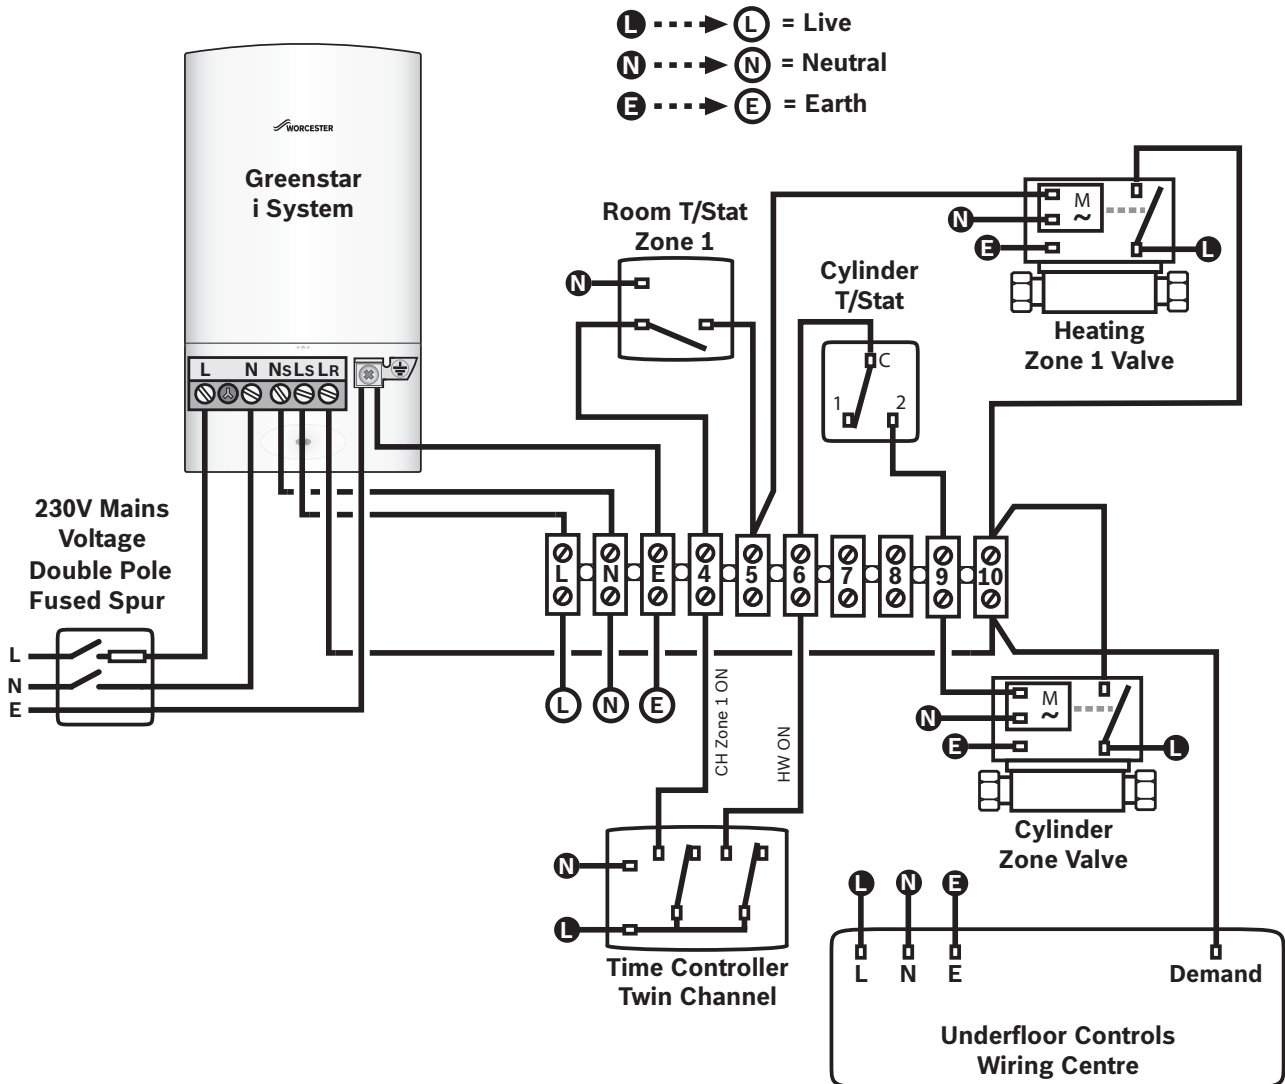 L L = Live
N N = Neutral
E E = Earth
WORCESTER
Greenstar
i System
L N NS LS LR
230V Mains
Voltage
Double Pole
Fused Spur
L
N
E
Room T/Stat
Zone 1
N
Cylinder
T/Stat
C
1 2
M
~
N
E
L
Heating
Zone 1 Valve
L N E 4 5 6 7 8 9 10
L N E
CH Zone 1 ON
HW ON
M
~
N
E
L
Cylinder
Zone Valve
N
L
Time Controller
Twin Channel
L N E
L N E Demand
Underfloor Controls
Wiring Centre